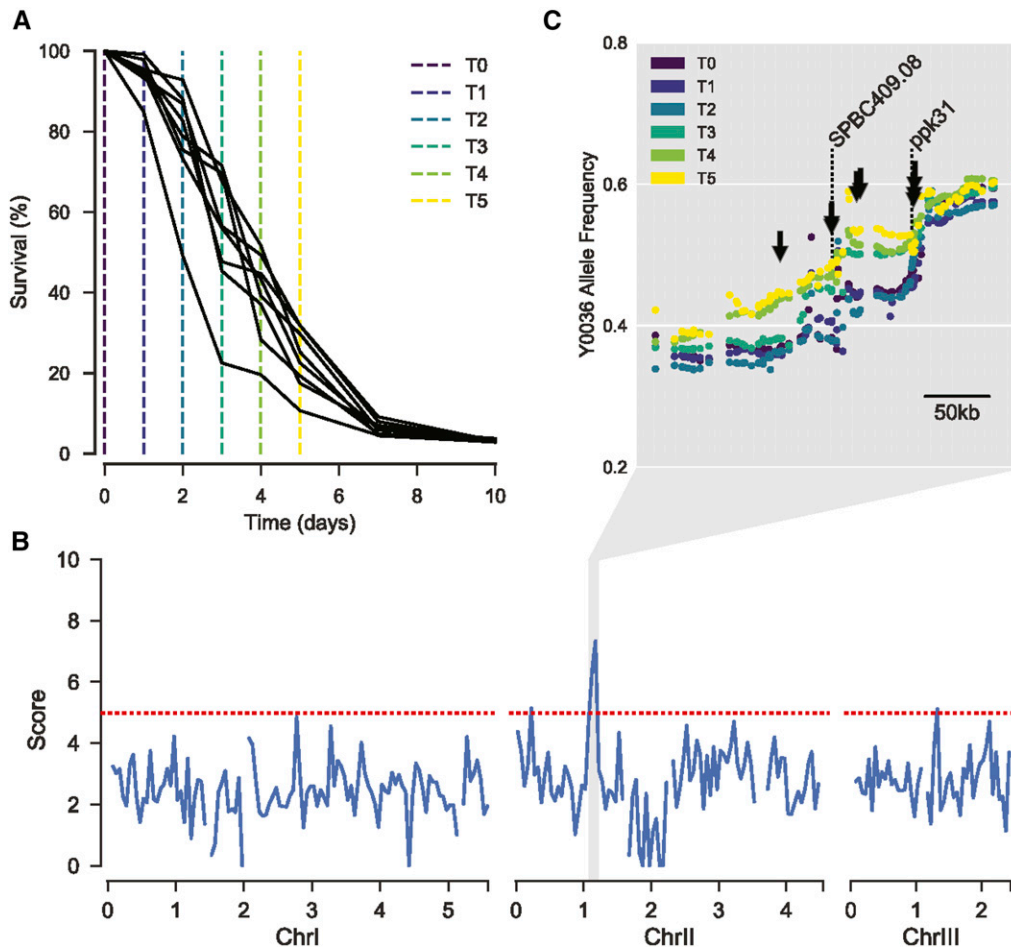 A
100
80
60
40
20
0
Survival (%)
0 2 4 6 8 10
Time (days)
T0
T1
T2
T3
T4
T5
C
0.8
0.6
0.4
0.2
Y0036 Allele Frequency
T0
T1
T2
T3
T4
T5
SPBC409.08
ppk31
50kb
B
10
8
6
4
2
0
Score
0 1 2 3 4 5
ChrI
0 1 2 3 4
ChrII
0 1 2
ChrIII